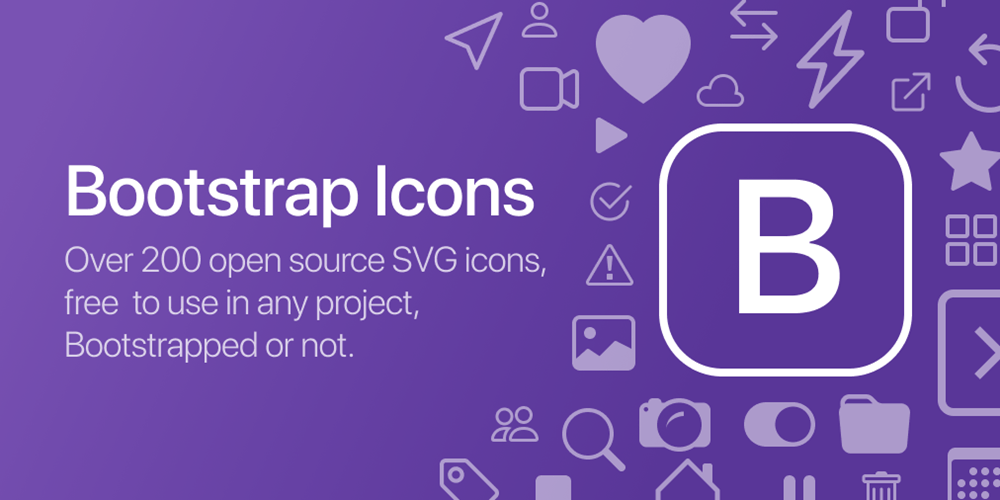 Bootstrap Icons
Over 200 open source SVG icons,
free  to use in any project,
Bootstrapped or not.
B